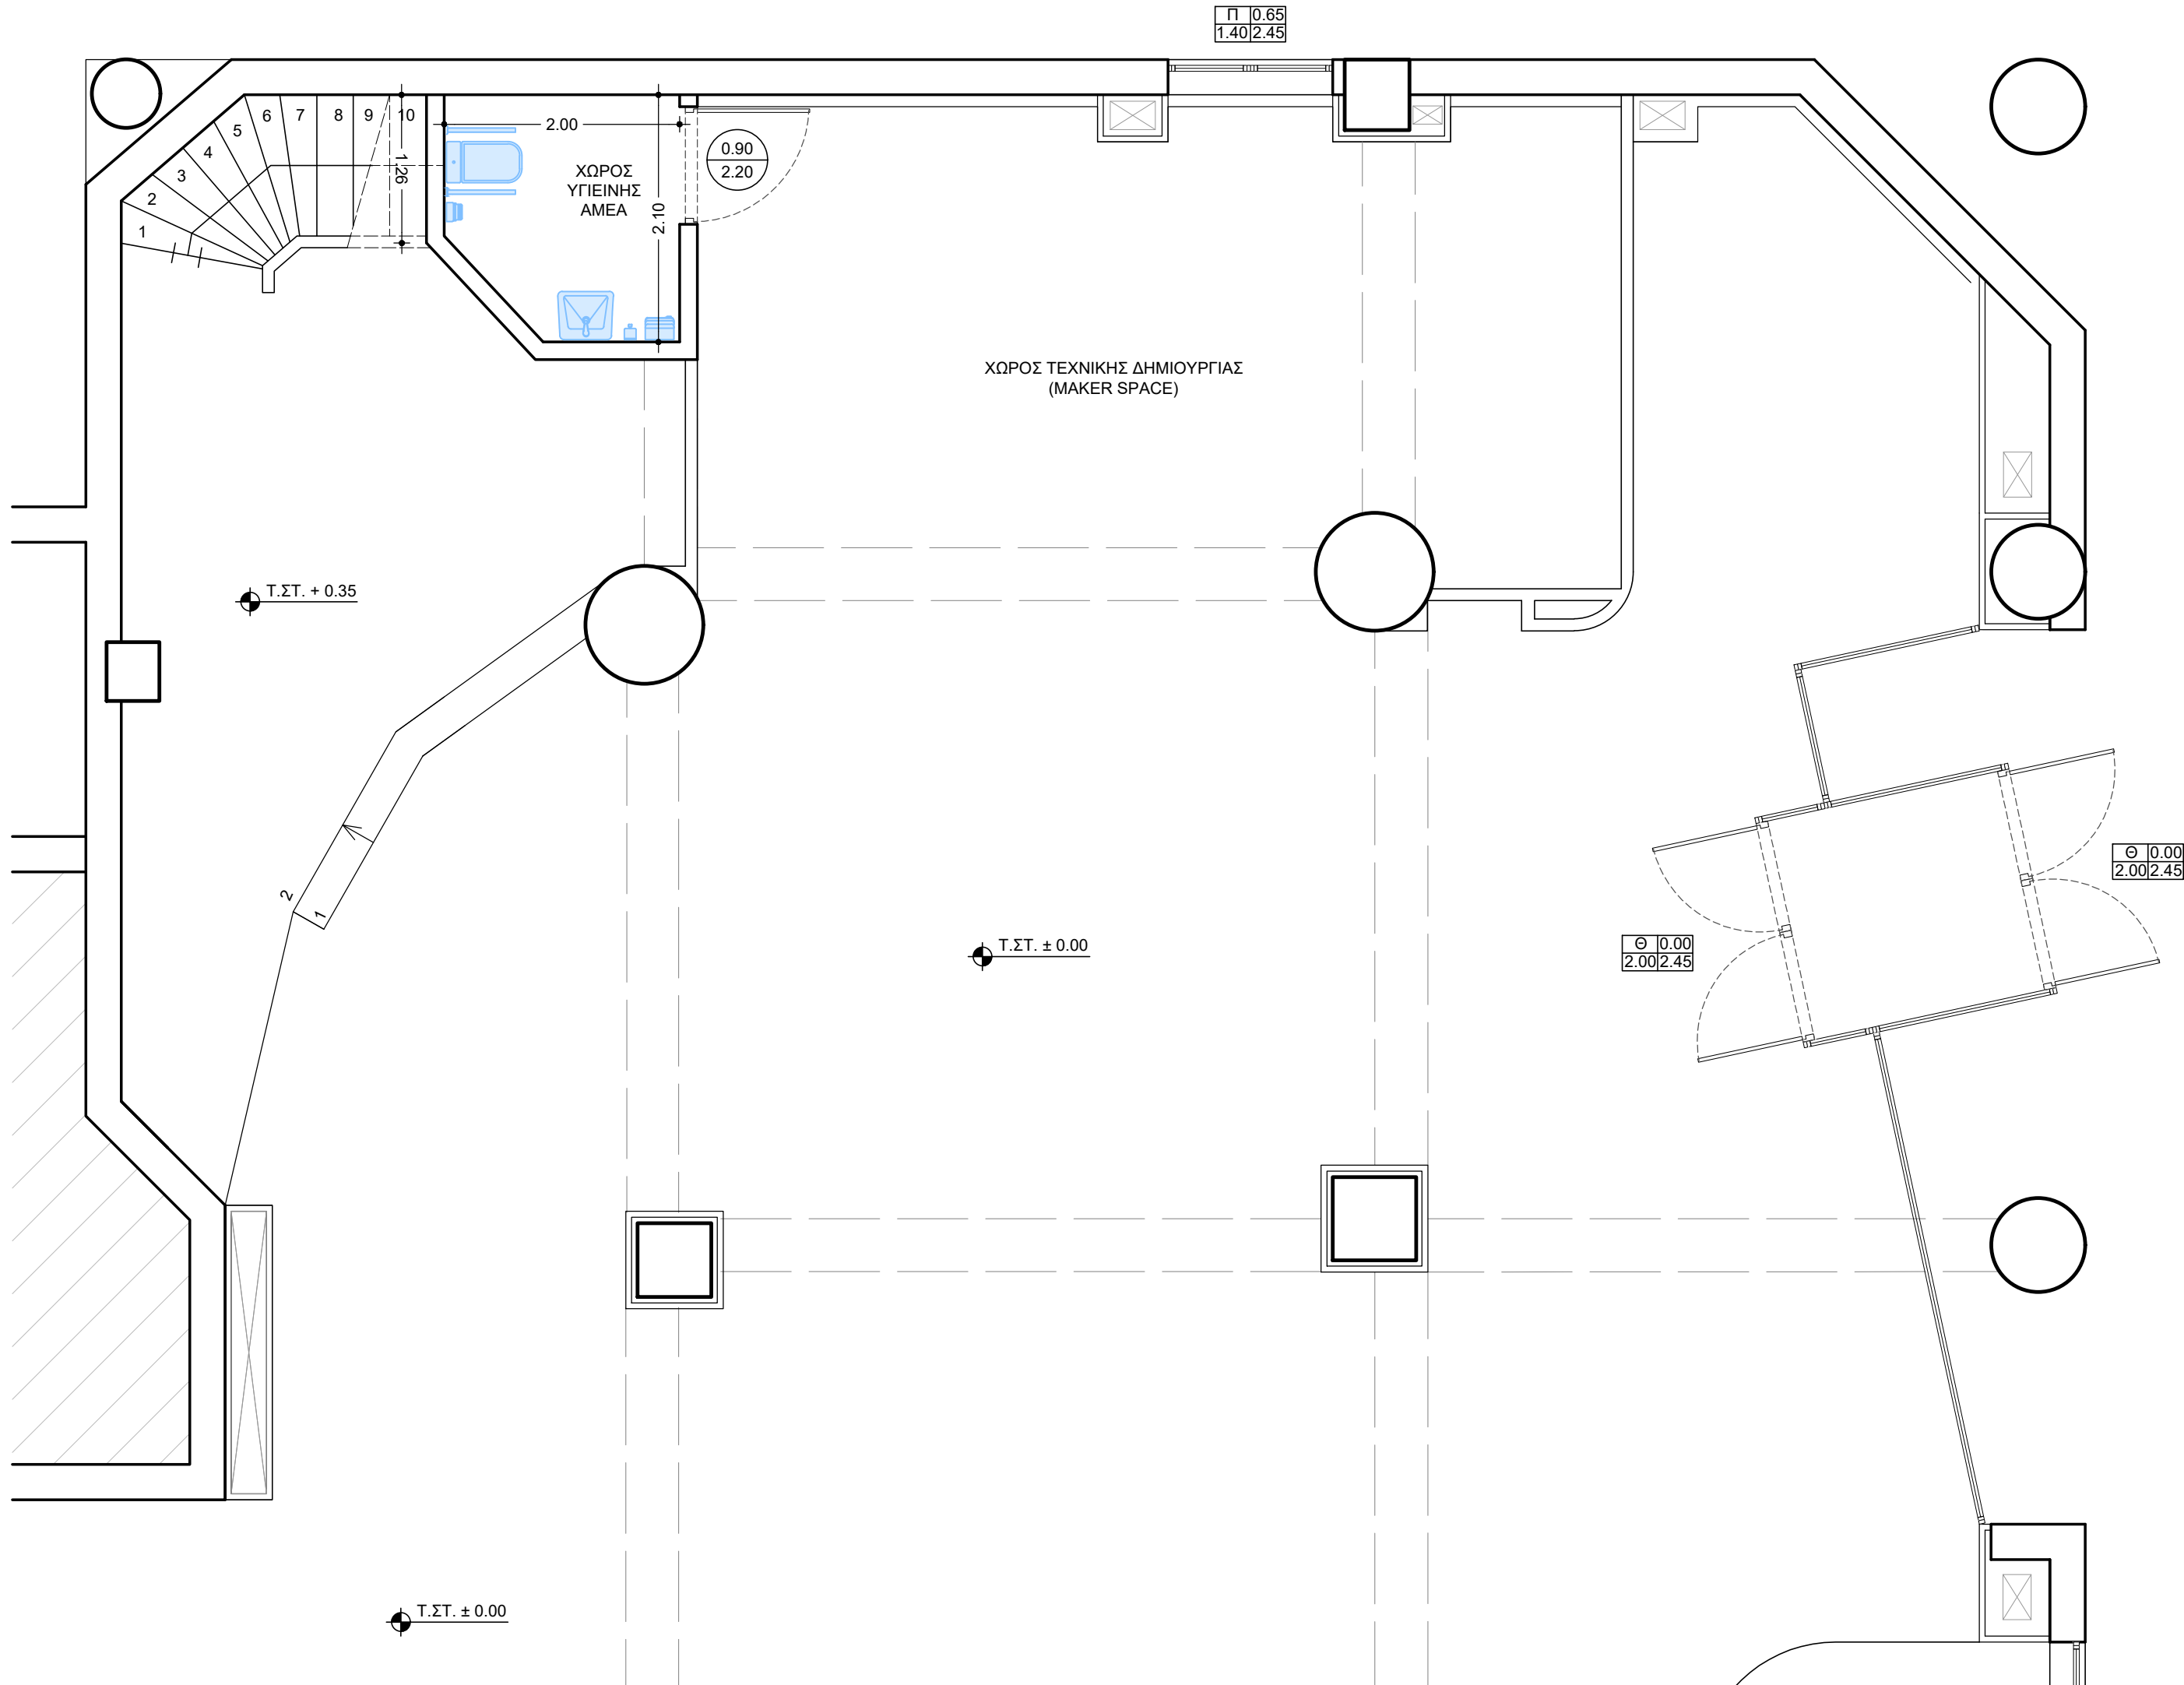 Π 0.65
1.40 2.45
1
2
3
4
5
6
7
8
9
10
1.26
2.00
2.10
ΧΩΡΟΣ
ΥΓΙΕΙΝΗΣ
ΑΜΕΑ
0.90
2.20
ΧΩΡΟΣ ΤΕΧΝΙΚΗΣ ΔΗΜΙΟΥΡΓΙΑΣ
(MAKER SPACE)
Τ.ΣΤ. + 0.35
2
1
Τ.ΣΤ. ± 0.00
Θ 0.00
2.00 2.45
Θ 0.00
2.00 2.45
Τ.ΣΤ. ± 0.00